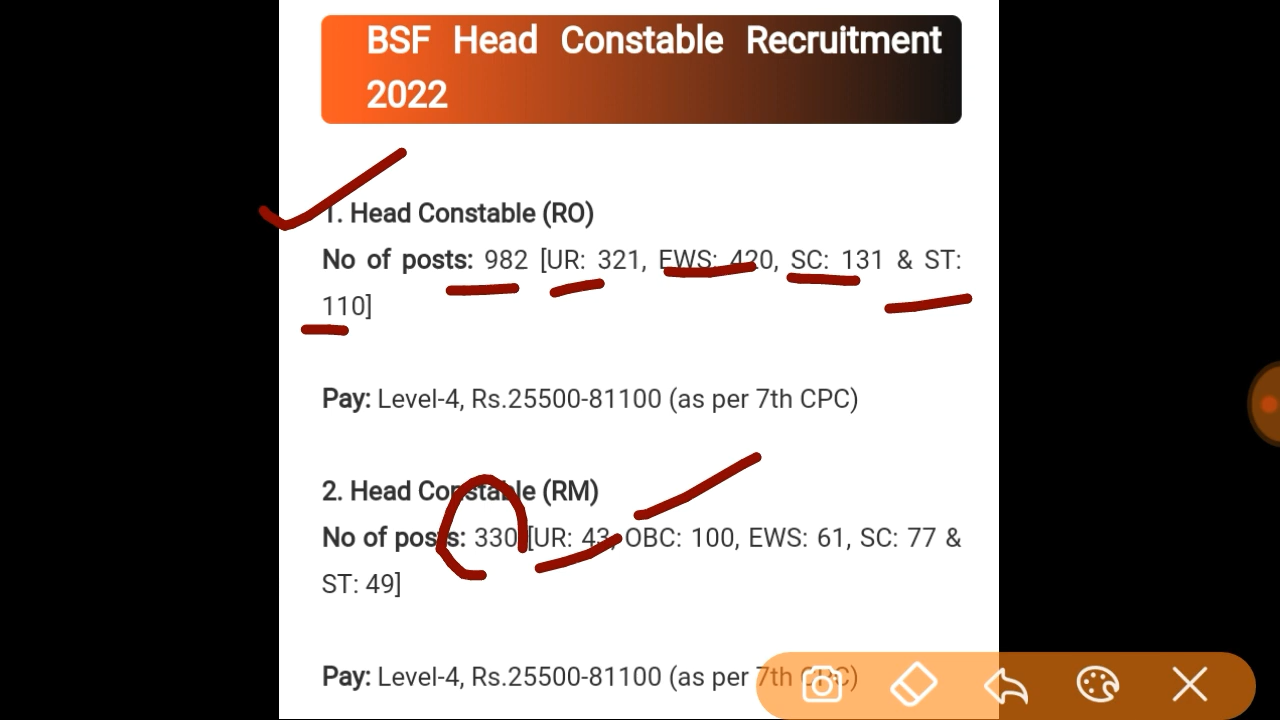 BSF Head Constable Recruitment
2022
1. Head Constable (RO)
No of posts: 982 [UR: 321, EWS: 420, SC: 131 & ST:
110]
Pay: Level-4, Rs.25500-81100 (as per 7th CPC)
2. Head Constable (RM)
No of posts: 330 [UR: 43, OBC: 100, EWS: 61, SC: 77 &
ST: 49]
Pay: Level-4, Rs.25500-81100 (as per 7th CPC)